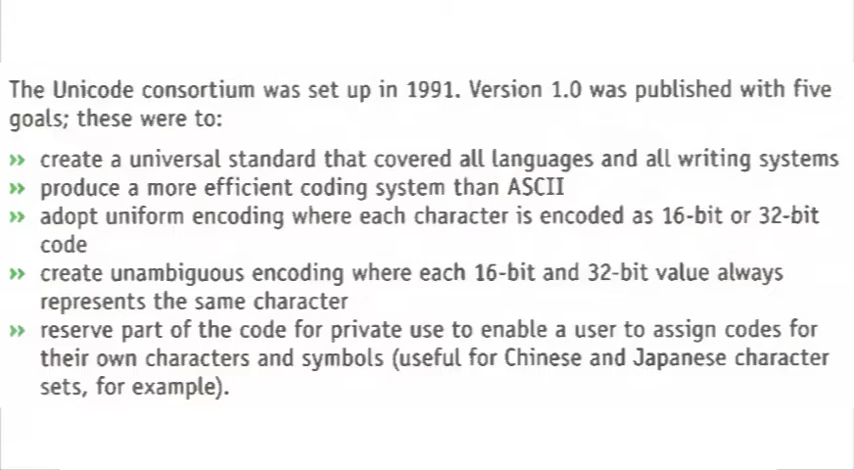 The Unicode consortium was set up in 1991. Version 1.0 was published with five
goals; these were to:
» create a universal standard that covered all languages and all writing systems
» produce a more efficient coding system than ASCII
» adopt uniform encoding where each character is encoded as 16-bit or 32-bit
code
» create unambiguous encoding where each 16-bit and 32-bit value always
represents the same character
» reserve part of the code for private use to enable a user to assign codes for
their own characters and symbols (useful for Chinese and Japanese character
sets, for example).